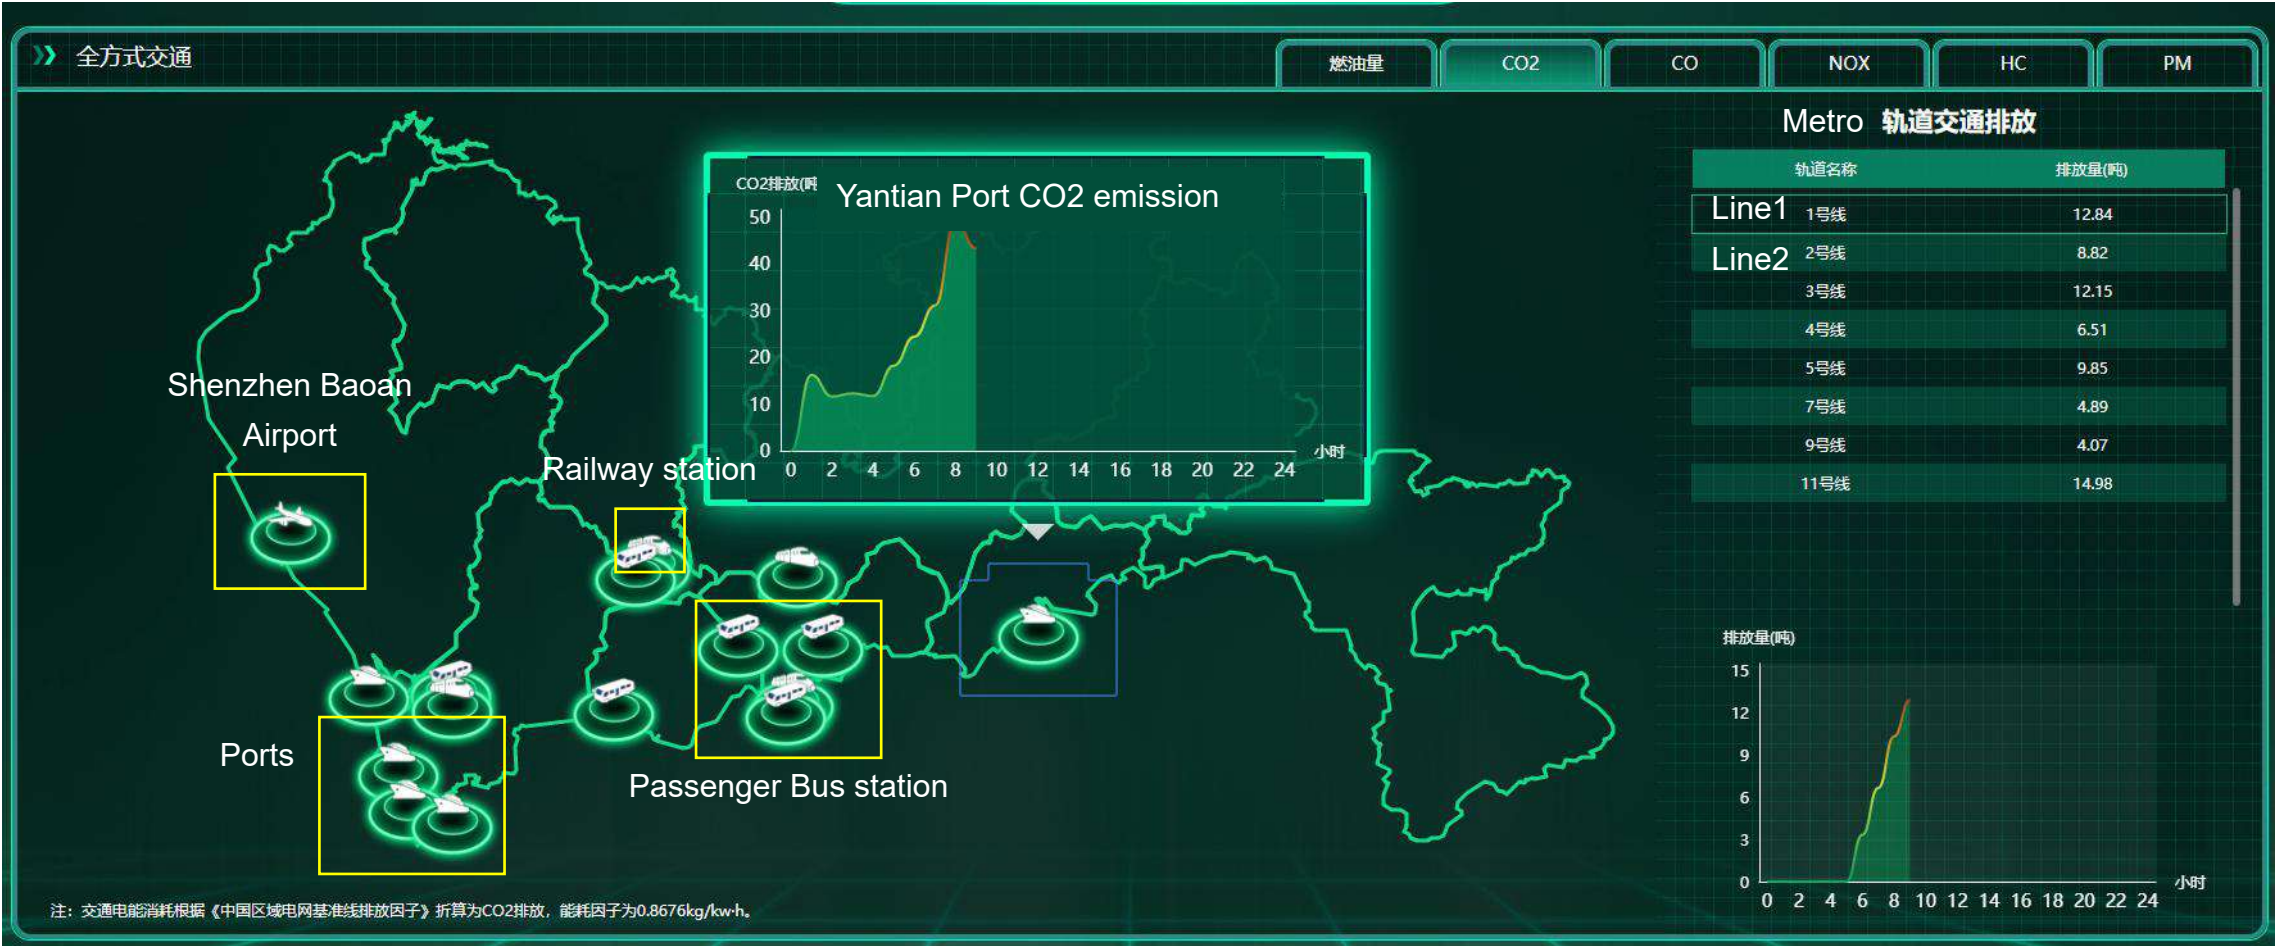 全方式交通
燃油量
CO2
CO
NOX
HC
PM
Metro 轨道交通排放
轨道名称 排放量(吨)
Line1 1号线 12.84
Line2 2号线 8.82
3号线 12.15
4号线 6.51
5号线 9.85
7号线 4.89
9号线 4.07
11号线 14.98
CO2排放(吨
Yantian Port CO2 emission
50
40
30
20
10
0
0 2 4 6 8 10 12 14 16 18 20 22 24
小时
Shenzhen Baoan
Airport
Railway station
Ports
Passenger Bus station
排放量(吨)
15
12
9
6
3
0
0 2 4 6 8 10 12 14 16 18 20 22 24
小时
注：交通电能消耗根据《中国区域电网基准线排放因子》折算为CO2排放，能耗因子为0.8676kg/kw·h。